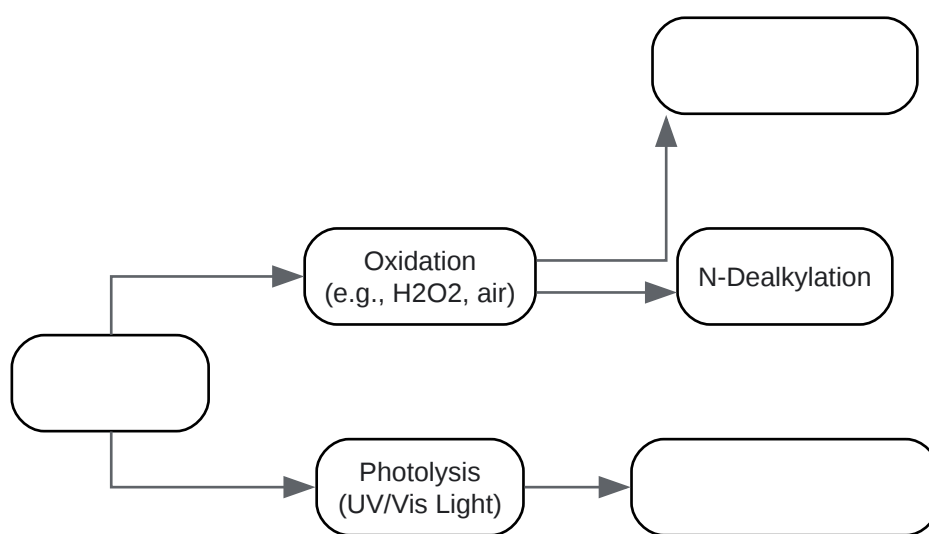 Oxidation
(e.g., H2O2, air)
N-Dealkylation
Photolysis
(UV/Vis Light)